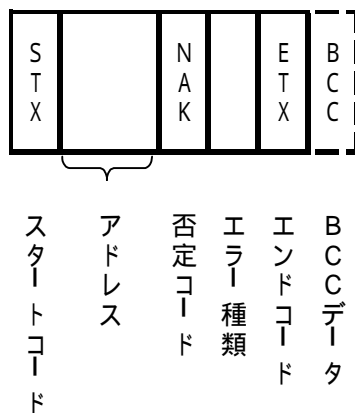 STX
NAK
ETX
BCC
スタートコード
アドレス
否定コード
エラー種類
エンドコード
BCCデータ